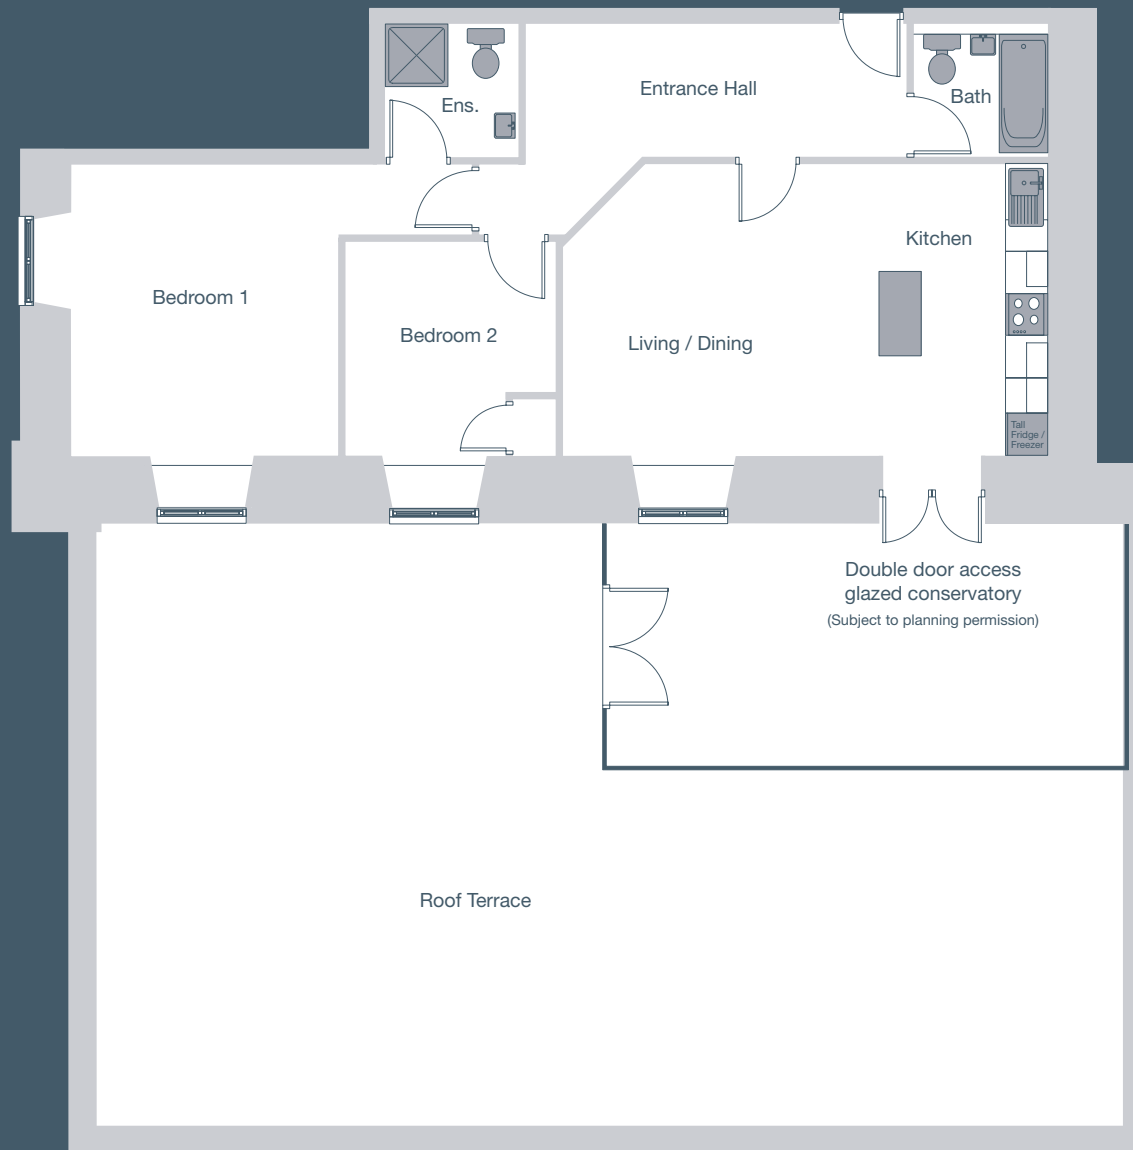 Entrance Hall
Bath
Ens.
Kitchen
Bedroom 1
Bedroom 2
Living / Dining
Tall
Fridge /
Freezer
Double door access
glazed conservatory
(Subject to planning permission)
Roof Terrace